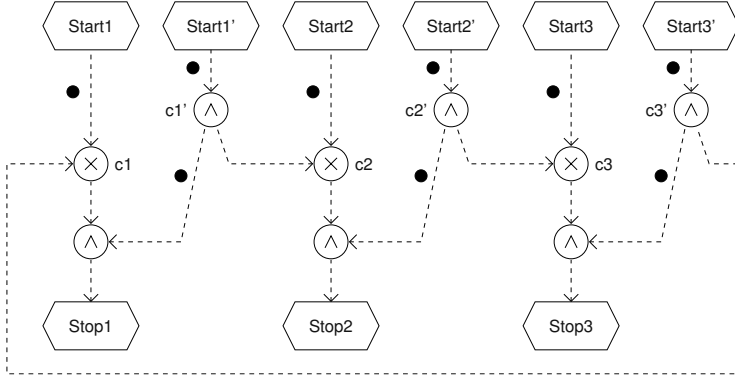 Start1 Start1' Start2 Start2' Start3 Start3'
c1' c2' c3'
c1 c2 c3
Stop1 Stop2 Stop3